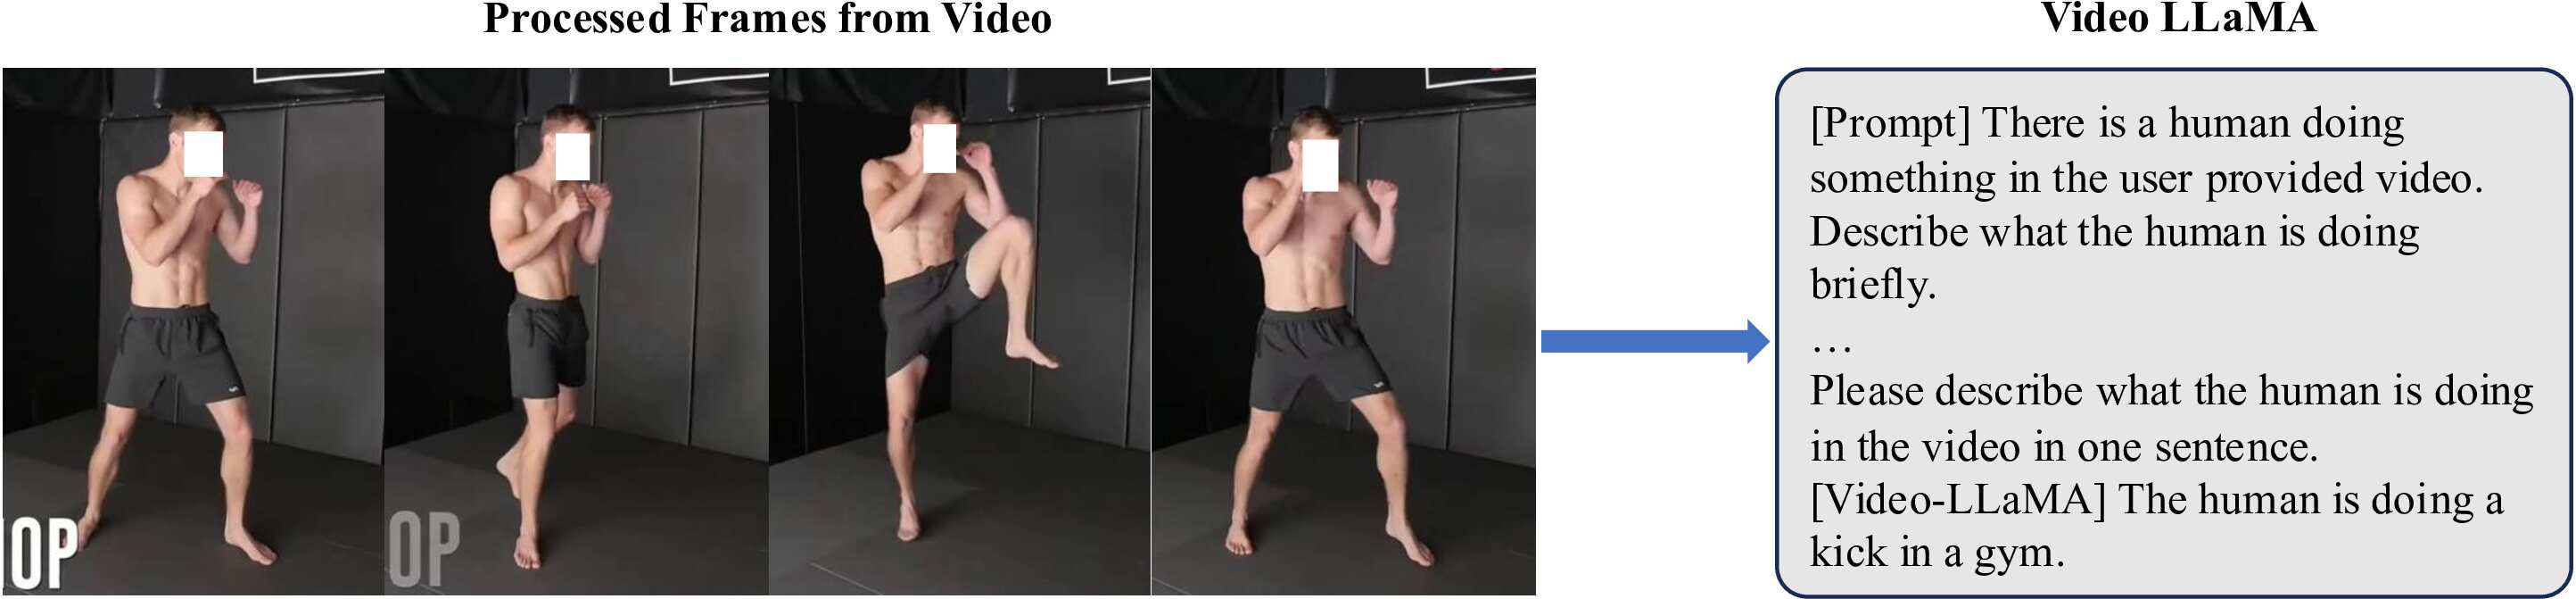 Processed Frames from Video
Video LLaMA
OP
OP
[Prompt] There is a human doing
something in the user provided video.
Describe what the human is doing
briefly.
…
Please describe what the human is doing
in the video in one sentence.
[Video-LLaMA] The human is doing a
kick in a gym.